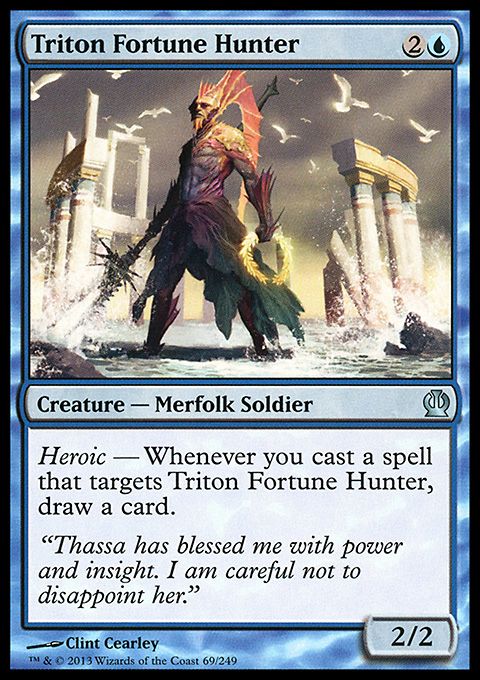 Triton Fortune Hunter 2
Creature — Merfolk Soldier
Heroic — Whenever you cast a spell
that targets Triton Fortune Hunter,
draw a card.
“Thassa has blessed me with power
and insight. I am careful not to
disappoint her.”
2/2
Clint Cearley
™ & © 2013 Wizards of the Coast 69/249